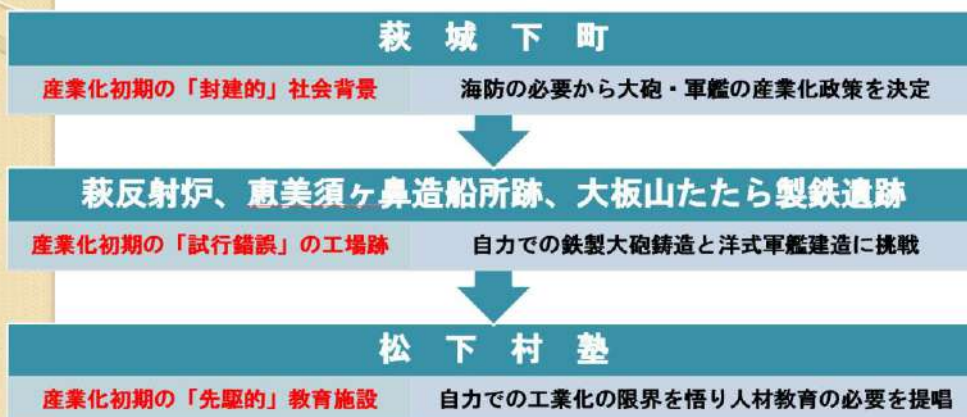 萩 城 下 町
産業化初期の「封建的」社会背景 海防の必要から大砲・軍艦の産業化政策を決定
萩反射炉、恵美須ヶ鼻造船所跡、大板山たたら製鉄遺跡
産業化初期の「試行錯誤」の工場跡 自力での鉄製大砲鋳造と洋式軍艦建造に挑戦
松 下 村 塾
産業化初期の「先駆的」教育施設 自力での工業化の限界を悟り人材教育の必要を提唱